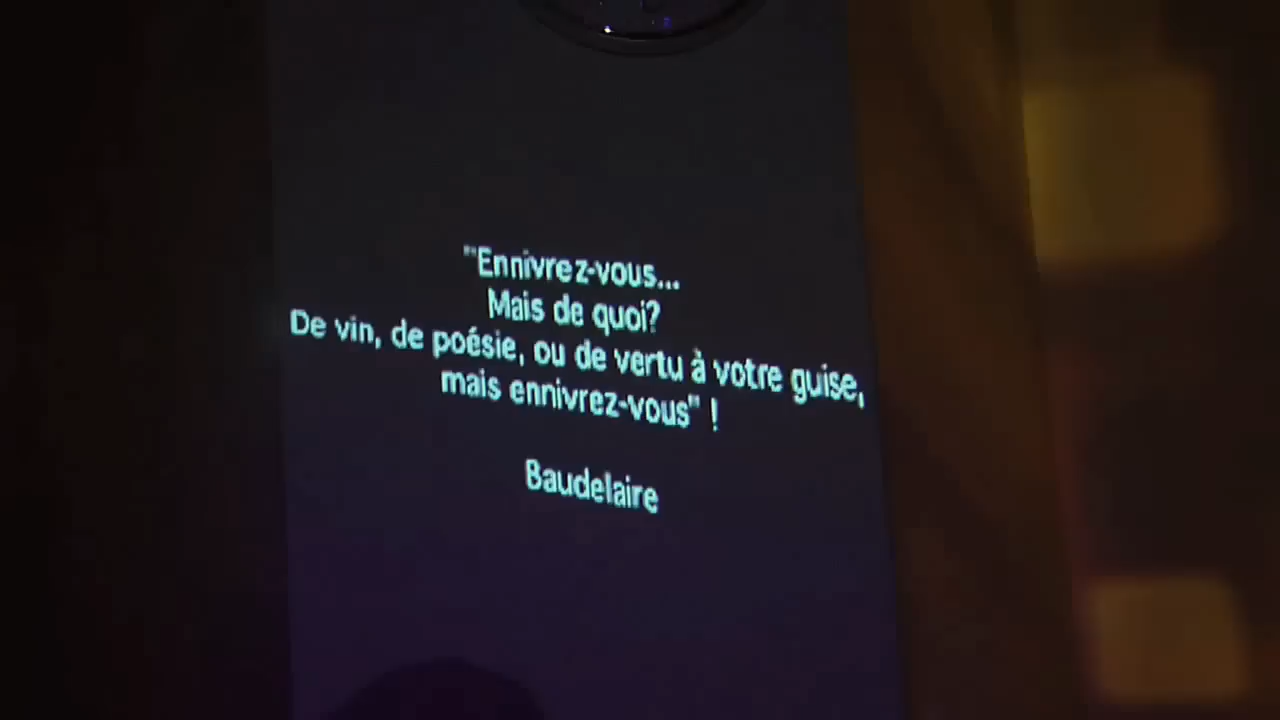 "Ennivrez-vous...
Mais de quoi?
De vin, de poésie, ou de vertu à votre guise,
mais ennivrez-vous" !
Baudelaire